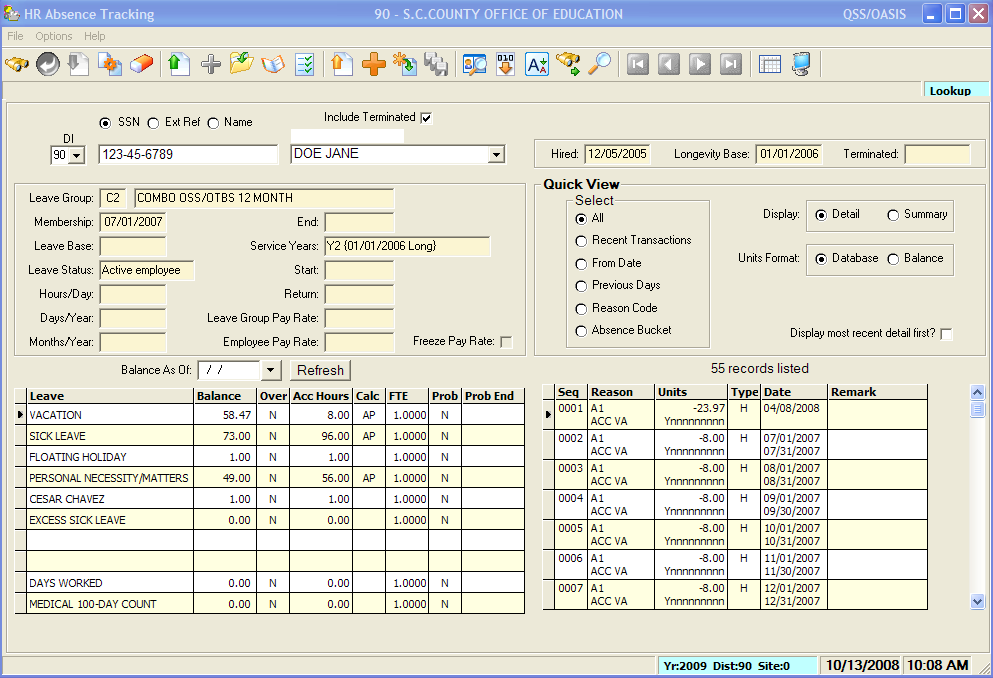 HR Absence Tracking 90 - S.C.COUNTY OFFICE OF EDUCATION QSS/OASIS
File Options Help
Lookup
SSN Ext Ref Name Include Terminated
DI
90 123-45-6789 DOE JANE
Hired: 12/05/2005 Longevity Base: 01/01/2006 Terminated:
Leave Group: C2 COMBO OSS/OTBS 12 MONTH
Membership: 07/01/2007 End:
Leave Base: Service Years: Y2 {01/01/2006 Long}
Leave Status: Active employee Start:
Hours/Day: Return:
Days/Year: Leave Group Pay Rate:
Months/Year: Employee Pay Rate: Freeze Pay Rate:
Quick View
Select
All
Recent Transactions
From Date
Previous Days
Reason Code
Absence Bucket
Display: Detail Summary
Units Format: Database Balance
Display most recent detail first?
Balance As Of: / / Refresh
55 records listed
Leave Balance Over Acc Hours Calc FTE Prob Prob End
VACATION 58.47 N 8.00 AP 1.0000 N
SICK LEAVE 73.00 N 96.00 AP 1.0000 N
FLOATING HOLIDAY 1.00 N 1.00 1.0000 N
PERSONAL NECESSITY/MATTERS 49.00 N 56.00 AP 1.0000 N
CESAR CHAVEZ 1.00 N 1.00 1.0000 N
EXCESS SICK LEAVE 0.00 N 0.00 1.0000 N
DAYS WORKED 0.00 N 0.00 1.0000 N
MEDICAL 100-DAY COUNT 0.00 N 0.00 1.0000 N
Seq Reason Units Type Date Remark
0001 A1 -23.97 H 04/08/2008
ACC VA Ynnnnnnnnn
0002 A1 -8.00 H 07/01/2007
ACC VA Ynnnnnnnnn 07/31/2007
0003 A1 -8.00 H 08/01/2007
ACC VA Ynnnnnnnnn 08/31/2007
0004 A1 -8.00 H 09/01/2007
ACC VA Ynnnnnnnnn 09/30/2007
0005 A1 -8.00 H 10/01/2007
ACC VA Ynnnnnnnnn 10/31/2007
0006 A1 -8.00 H 11/01/2007
ACC VA Ynnnnnnnnn 11/30/2007
0007 A1 -8.00 H 12/01/2007
ACC VA Ynnnnnnnnn 12/31/2007
Yr:2009 Dist:90 Site:0 10/13/2008 10:08 AM